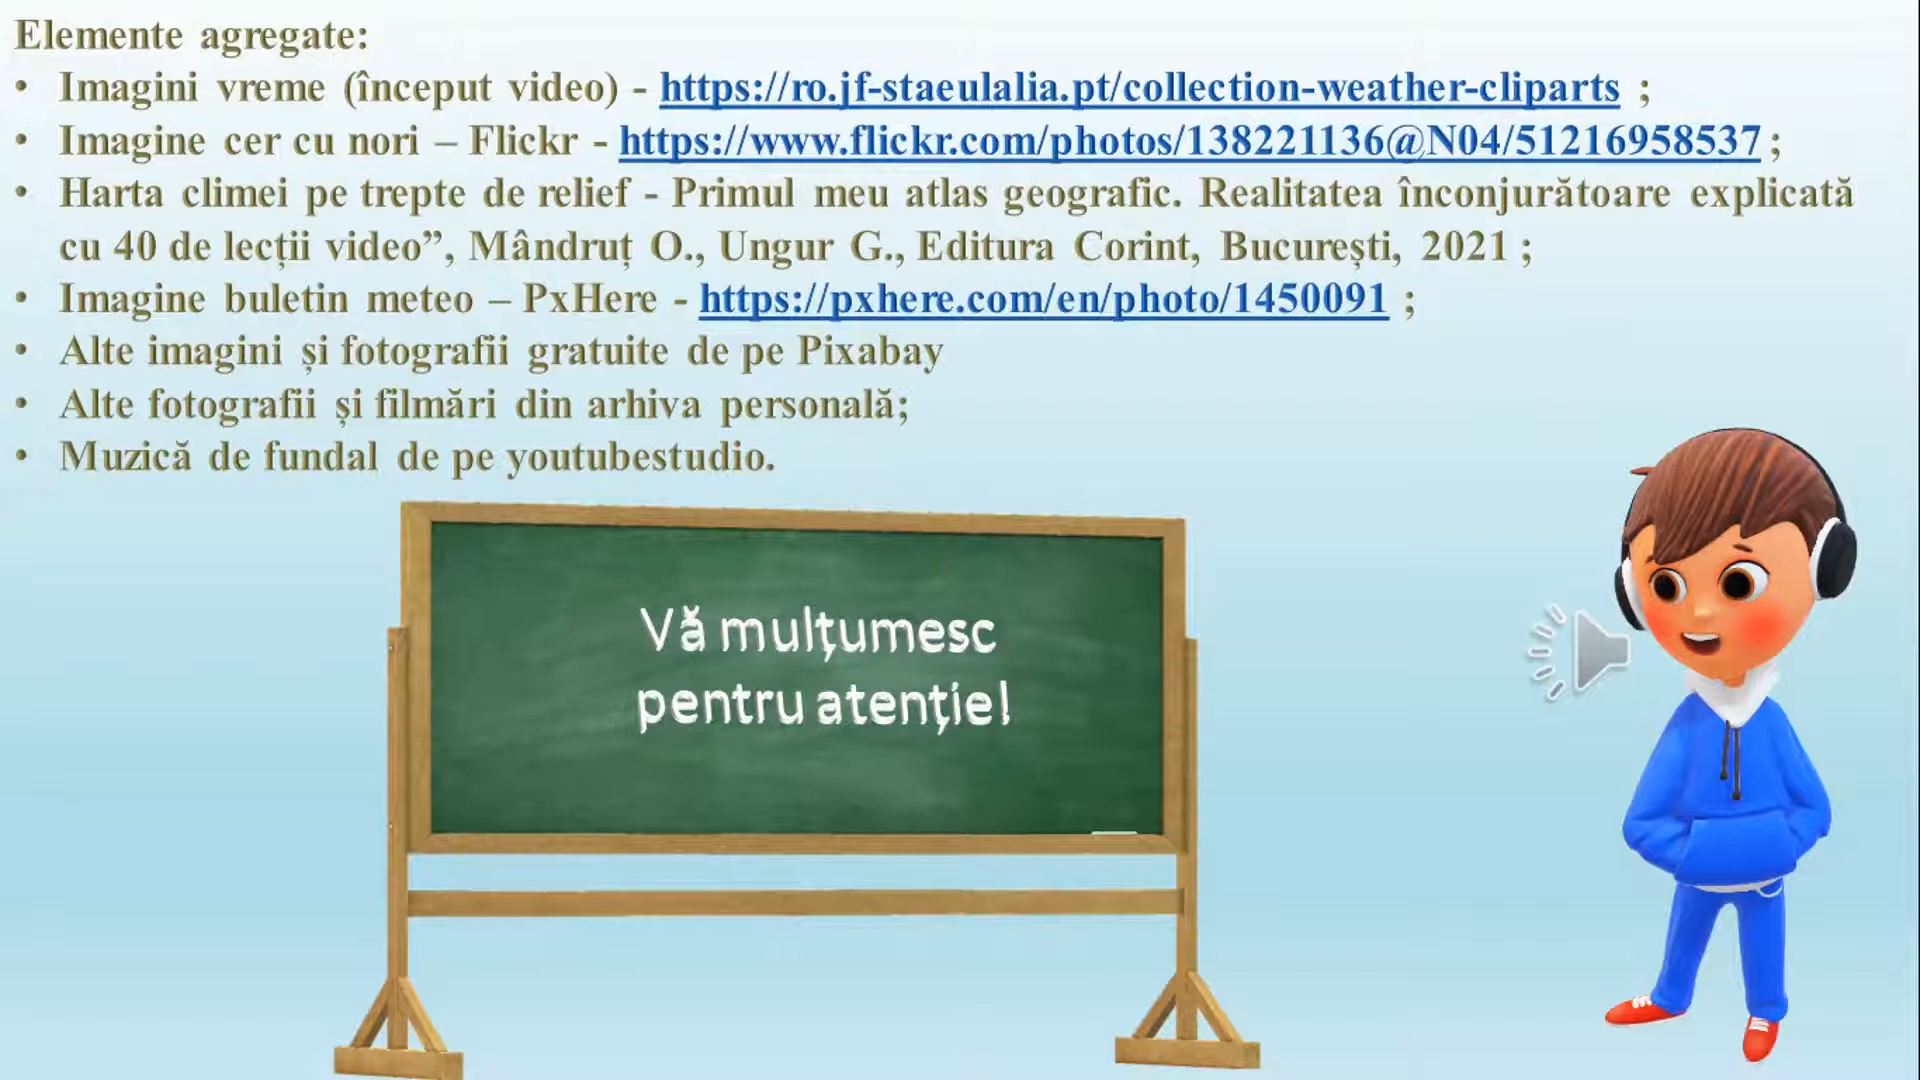 Elemente agregate:
• Imagini vreme (început video) - https://ro.jf-staeulalia.pt/collection-weather-cliparts ;
• Imagine cer cu nori – Flickr - https://www.flickr.com/photos/138221136@N04/51216958537 ;
• Harta climei pe trepte de relief - Primul meu atlas geografic. Realitatea înconjurătoare explicată
cu 40 de lecții video”, Mândruț O., Ungur G., Editura Corint, București, 2021 ;
• Imagine buletin meteo – PxHere - https://pxhere.com/en/photo/1450091 ;
• Alte imagini și fotografii gratuite de pe Pixabay
• Alte fotografii și filmări din arhiva personală;
• Muzică de fundal de pe youtubestudio.
Vă mulțumesc
pentru atenție!